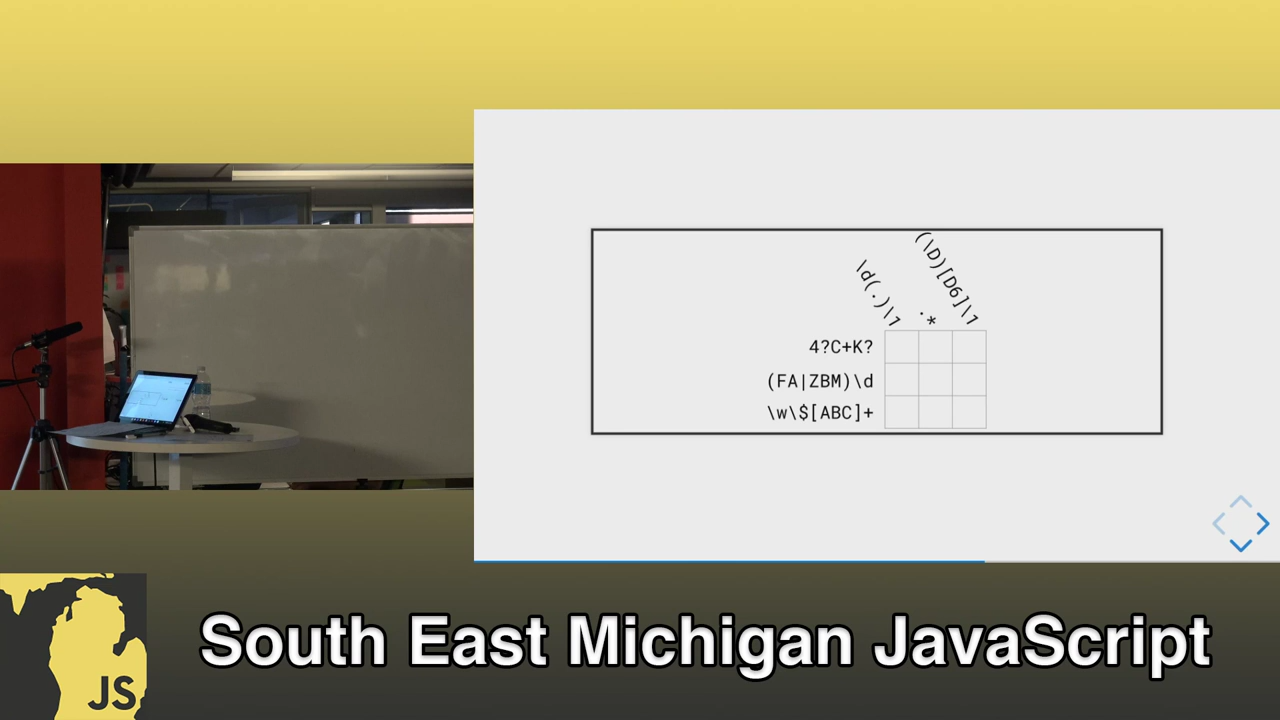 (\D)[D6]\1
\d(.)\1
.*
4?C+K?
(FA|ZBM)\d
\w\$[ABC]+
JS
South East Michigan JavaScript